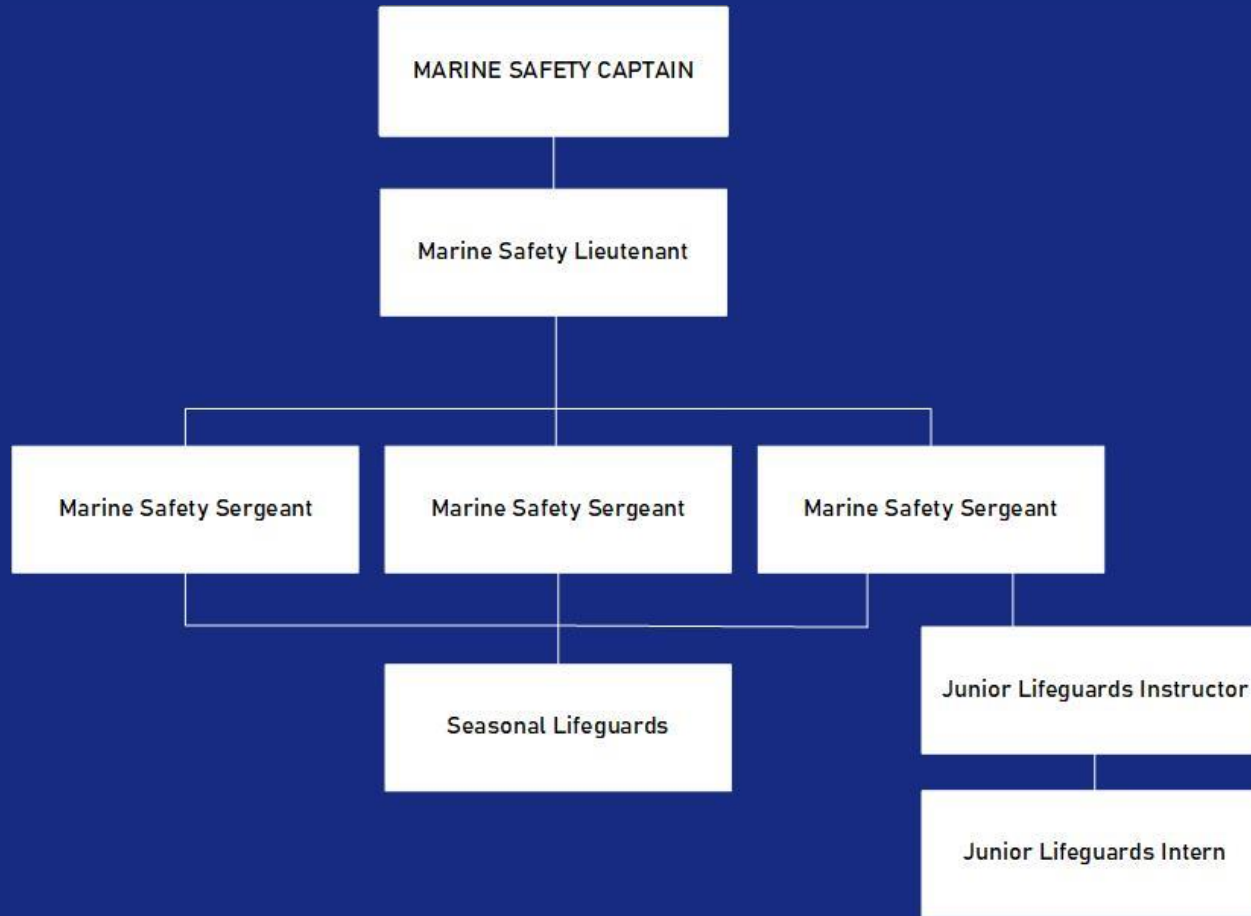 MARINE SAFETY CAPTAIN
Marine Safety Lieutenant
Marine Safety Sergeant
Marine Safety Sergeant
Marine Safety Sergeant
Seasonal Lifeguards
Junior Lifeguards Instructor
Junior Lifeguards Intern